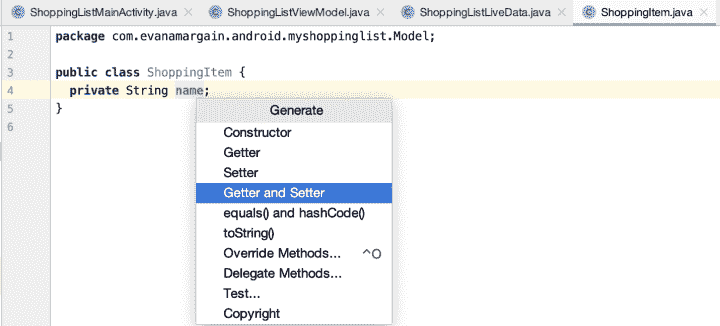 ShoppingListMainActivity.java ShoppingListViewModel.java ShoppingListLiveData.java ShoppingItem.java
1 package com.evanamargain.android.myshoppinglist.Model;
2
3 public class ShoppingItem {
4 private String name;
5 }
6
Generate
Constructor
Getter
Setter
Getter and Setter
equals() and hashCode()
toString()
Override Methods... ^O
Delegate Methods...
Test...
Copyright